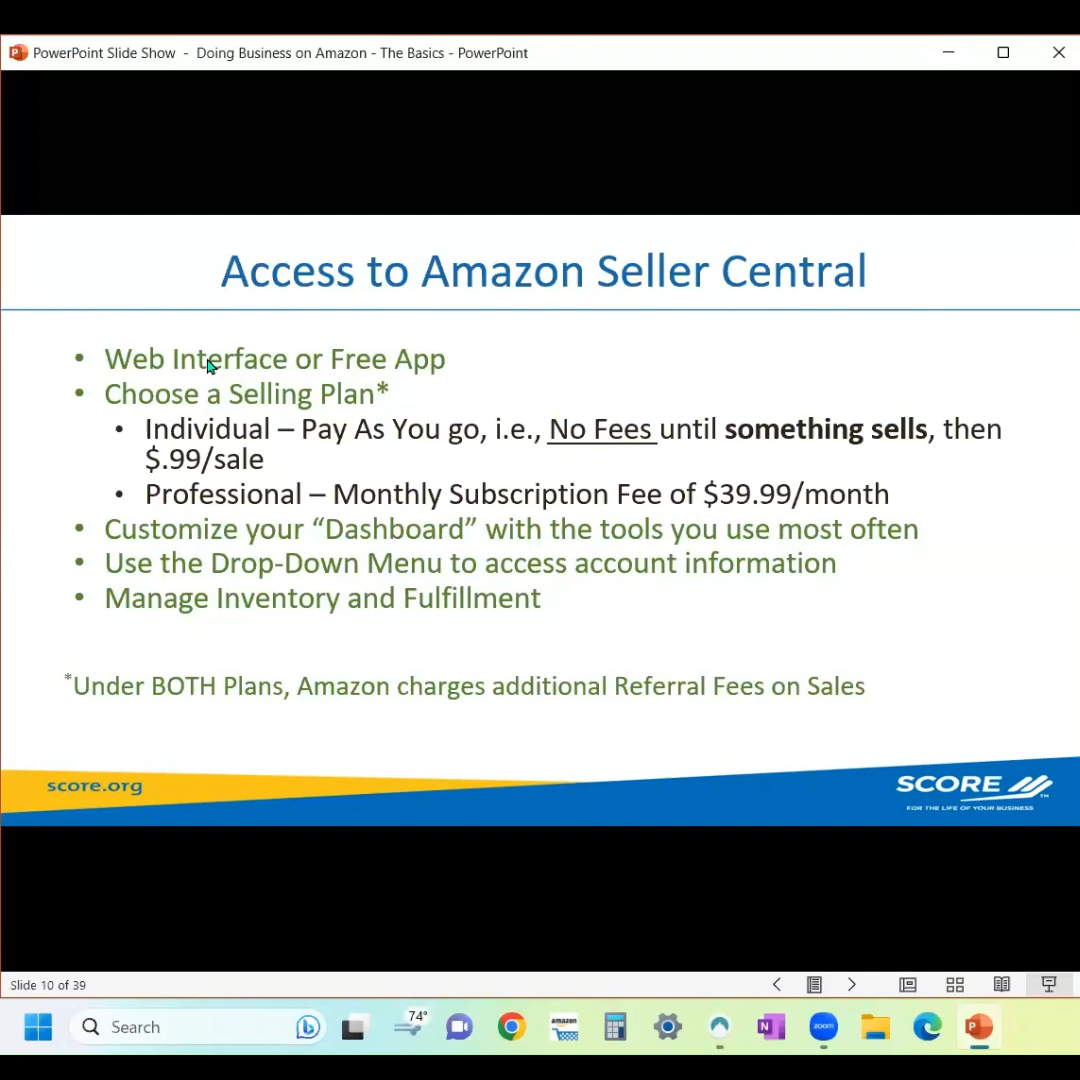 PowerPoint Slide Show - Doing Business on Amazon - The Basics - PowerPoint
Access to Amazon Seller Central
• Web Interface or Free App
• Choose a Selling Plan*
• Individual – Pay As You go, i.e., No Fees until something sells, then
$.99/sale
• Professional – Monthly Subscription Fee of $39.99/month
• Customize your “Dashboard” with the tools you use most often
• Use the Drop-Down Menu to access account information
• Manage Inventory and Fulfillment
*Under BOTH Plans, Amazon charges additional Referral Fees on Sales
score.org
SCORE
TM
FOR THE LIFE OF YOUR BUSINESS
Slide 10 of 39
Search
74°
amazon
N
zoom
P